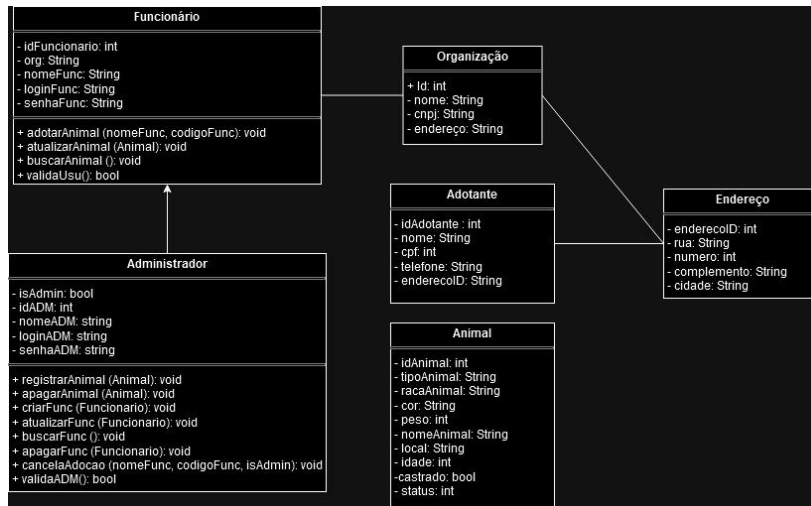 Funcionário
- idFuncionario: int
- org: String
- nomeFunc: String
- loginFunc: String
- senhaFunc: String
+ adotarAnimal (nomeFunc, codigoFunc): void
+ atualizarAnimal (Animal): void
+ buscarAnimal (): void
+ validaUsu(): bool
Organização
+ Id: int
- nome: String
- cnpj: String
- endereço: String
Adotante
- idAdotante : int
- nome: String
- cpf: int
- telefone: String
- enderecoID: String
Endereço
- enderecoID: int
- rua: String
- numero: int
- complemento: String
- cidade: String
Administrador
- isAdmin: bool
- idADM: int
- nomeADM: string
- loginADM: string
- senhaADM: string
+ registrarAnimal (Animal): void
+ apagarAnimal (Animal): void
+ criarFunc (Funcionario): void
+ atualizarFunc (Funcionario): void
+ buscarFunc (): void
+ apagarFunc (Funcionario): void
+ cancelaAdocao (nomeFunc, codigoFunc, isAdmin): void
+ validaADM(): bool
Animal
- idAnimal: int
- tipoAnimal: String
- racaAnimal: String
- cor: String
- peso: int
- nomeAnimal: String
- local: String
- idade: int
-castrado: bool
- status: int